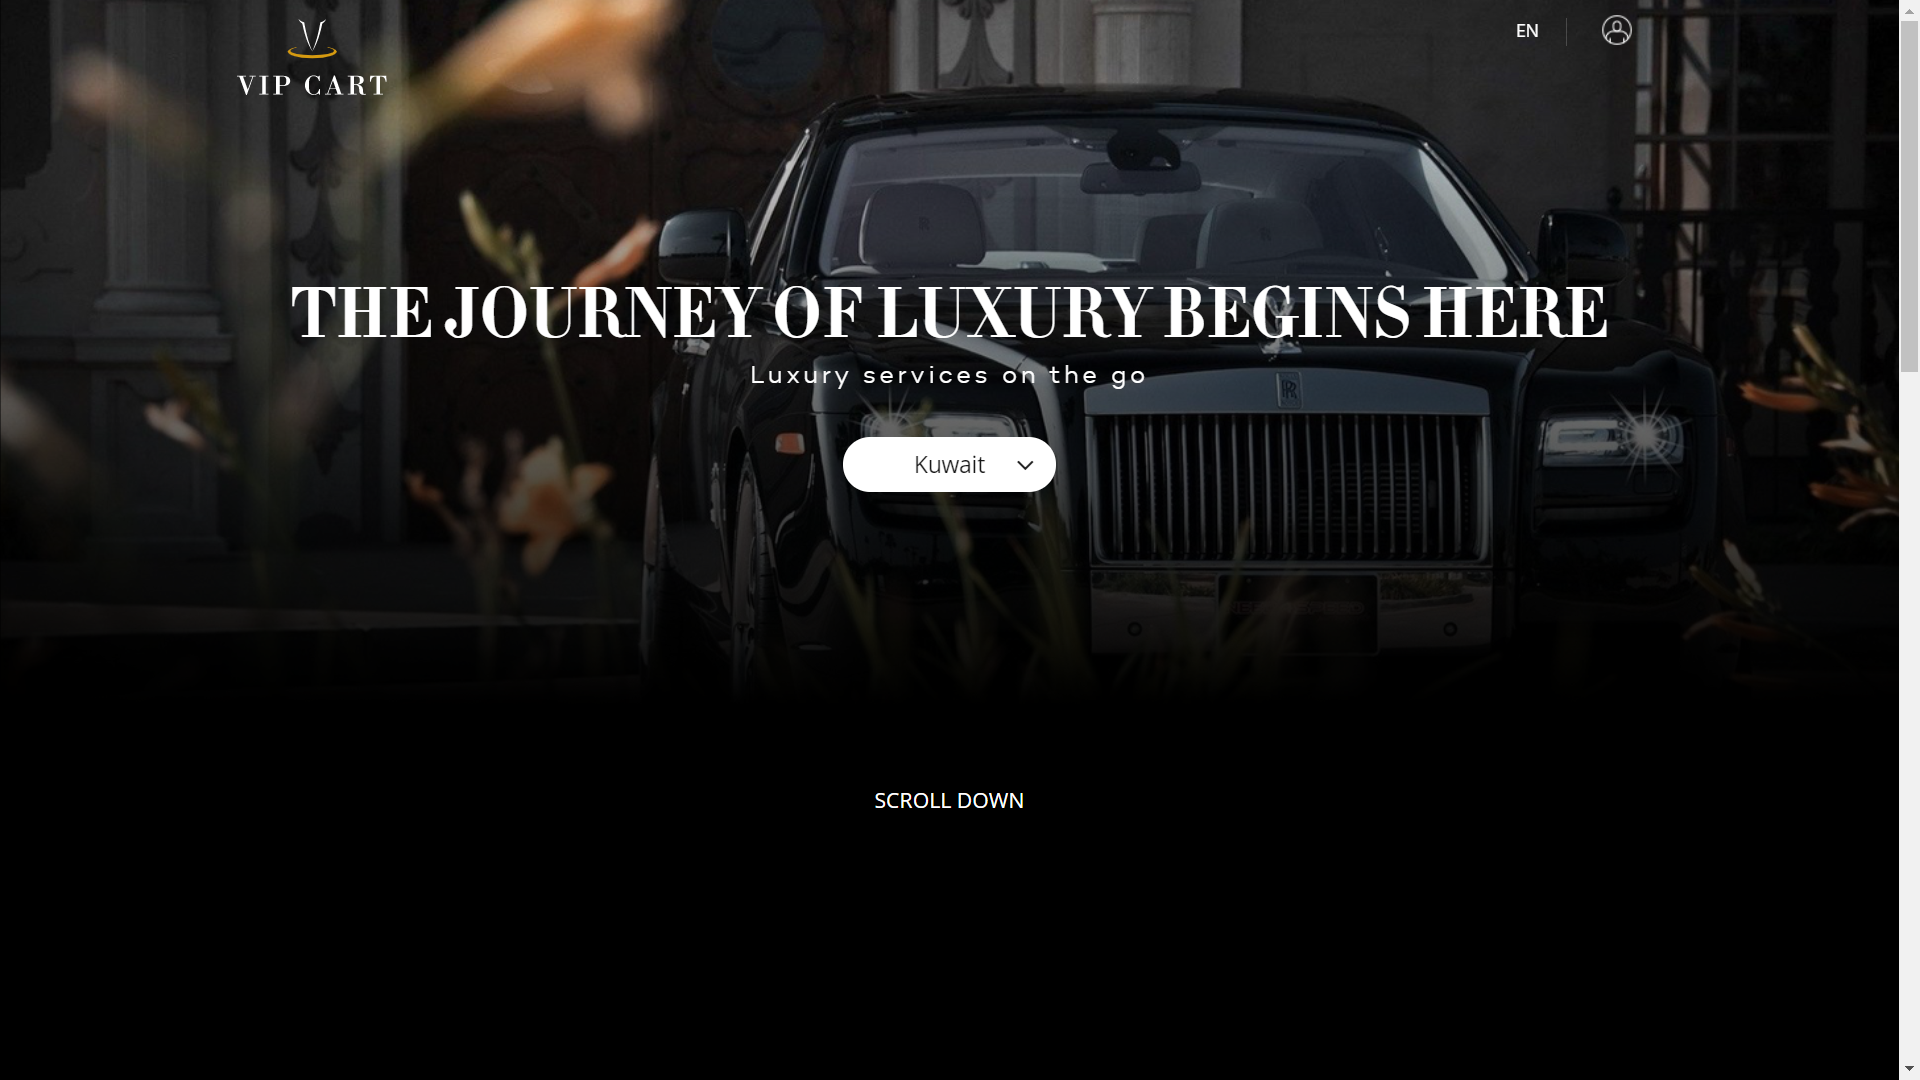 EN
VIP CART
THE JOURNEY OF LUXURY BEGINS HERE
Luxury services on the go
Kuwait
SCROLL DOWN